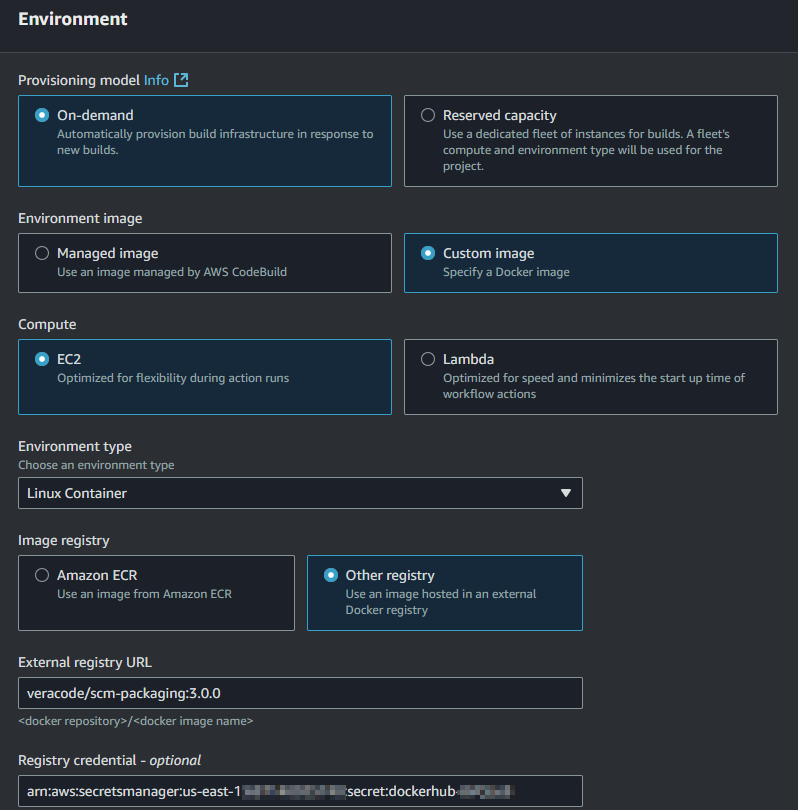 Environment
Provisioning model Info
On-demand
Automatically provision build infrastructure in response to
new builds.
Reserved capacity
Use a dedicated fleet of instances for builds. A fleet's
compute and environment type will be used for the
project.
Environment image
Managed image
Use an image managed by AWS CodeBuild
Custom image
Specify a Docker image
Compute
EC2
Optimized for flexibility during action runs
Lambda
Optimized for speed and minimizes the start up time of
workflow actions
Environment type
Choose an environment type
Linux Container
Image registry
Amazon ECR
Use an image from Amazon ECR
Other registry
Use an image hosted in an external
Docker registry
External registry URL
veracode/scm-packaging:3.0.0
<docker repository>/<docker image name>
Registry credential - optional
arn:aws:secretsmanager:us-east-1 :secret:dockerhub-